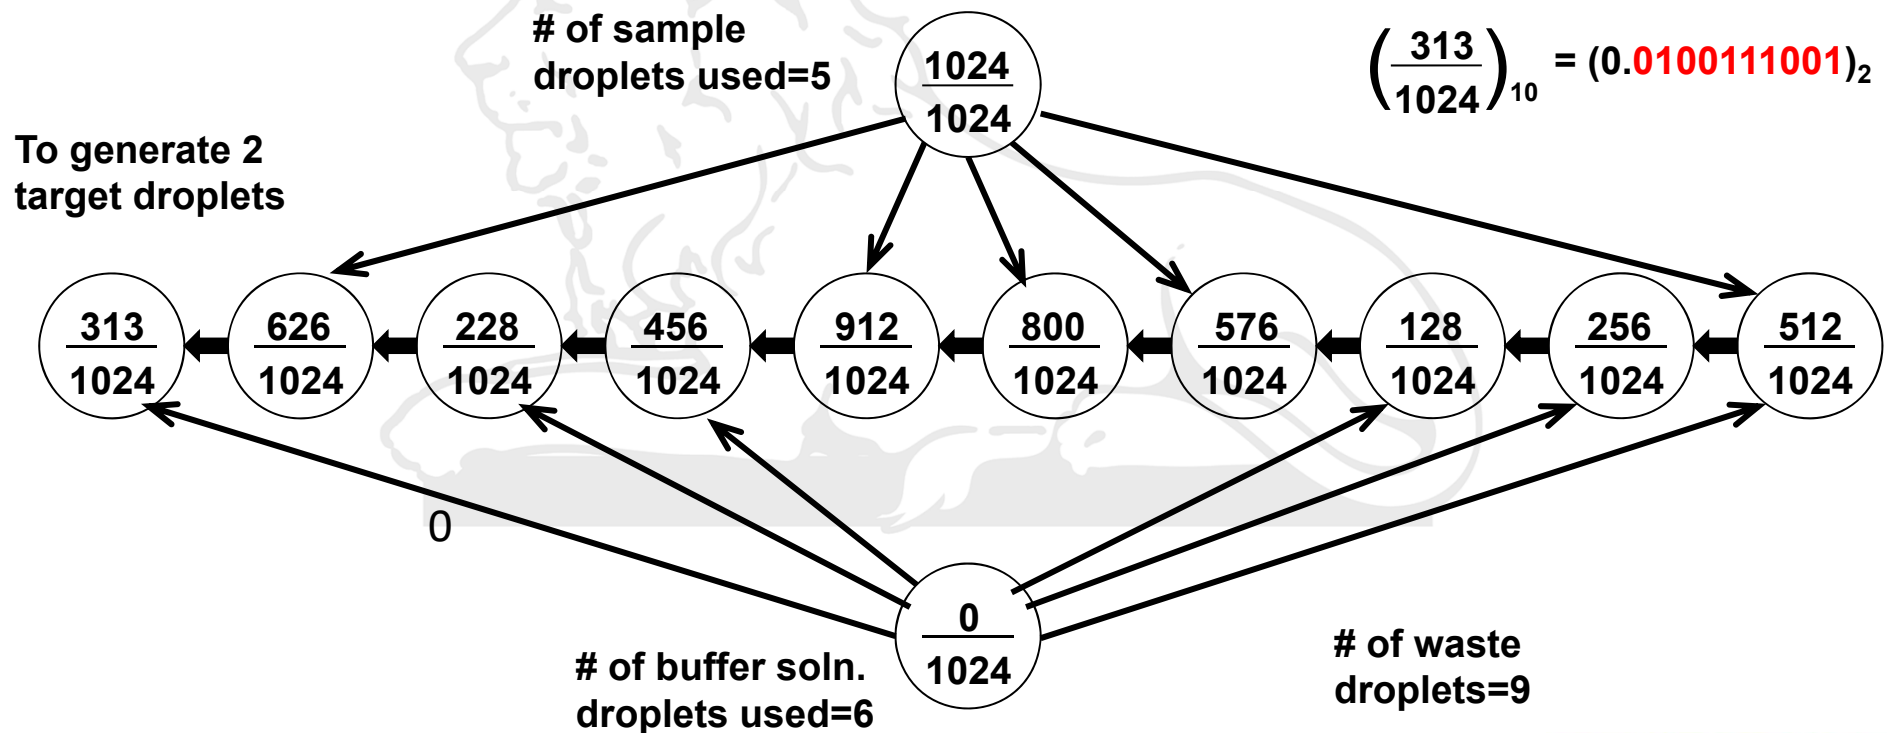 # of sample
droplets used=5
1024
1024
(313/1024)₁₀ = (0.0100111001)₂
To generate 2
target droplets
313 626 228 456 912 800 576 128 256 512
1024 1024 1024 1024 1024 1024 1024 1024 1024 1024
0
0
1024
# of buffer soln.
droplets used=6
# of waste
droplets=9